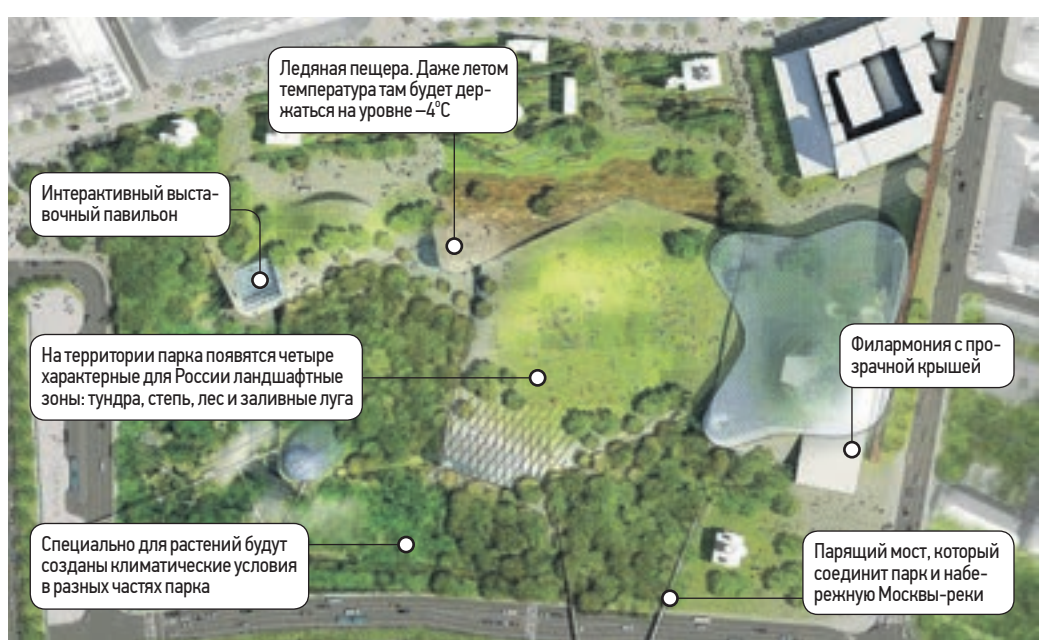 Ледяная пещера. Даже летом
температура там будет дер-
жаться на уровне –4°С
Интерактивный выста-
вочный павильон
На территории парка появятся четыре
характерные для России ландшафтные
зоны: тундра, степь, лес и заливные луга
Филармония с про-
зрачной крышей
Специально для растений будут
созданы климатические условия
в разных частях парка
Парящий мост, который
соединит парк и набе-
режную Москвы-реки